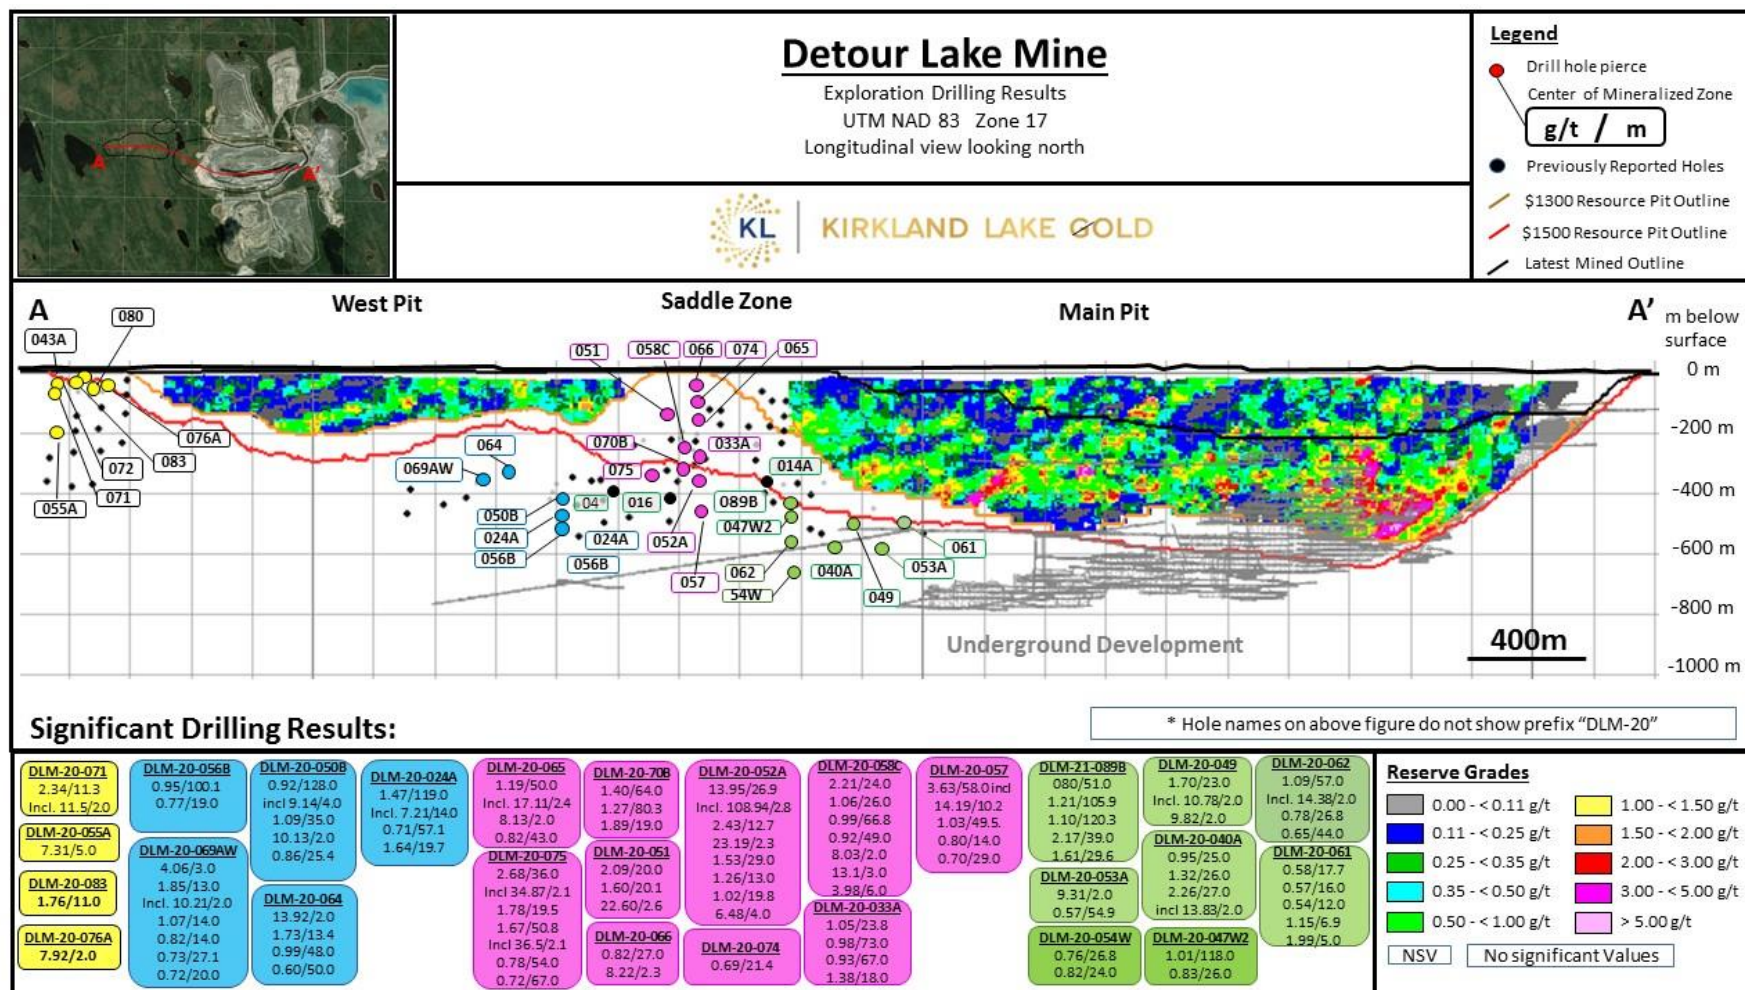 Detour Lake Mine
Exploration Drilling Results
UTM NAD 83 Zone 17
Longitudinal view looking north
KL
KIRKLAND LAKE GOLD
A
A'
Legend
Drill hole pierce
Center of Mineralized Zone
g/t / m
Previously Reported Holes
$1300 Resource Pit Outline
$1500 Resource Pit Outline
Latest Mined Outline
A
West Pit
Saddle Zone
Main Pit
A'
m below
surface
0 m
-200 m
-400 m
-600 m
-800 m
-1000 m
080
043A
051
058C
066
074
065
076A
072
083
071
055A
064
069AW
070B
033A
075
014A
050B
04
016
089B
047W2
024A
024A
052A
056B
056B
057
062
54W
040A
049
053A
061
Underground Development
400m
Significant Drilling Results:
* Hole names on above figure do not show prefix "DLM-20"
DLM-20-071
2.34/11.3
Incl. 11.5/2.0
DLM-20-055A
7.31/5.0
DLM-20-083
1.76/11.0
DLM-20-076A
7.92/2.0
DLM-20-056B
0.95/100.1
0.77/19.0
DLM-20-069AW
4.06/3.0
1.85/13.0
Incl. 10.21/2.0
1.07/14.0
0.82/14.0
0.73/27.1
0.72/20.0
DLM-20-050B
0.92/128.0
incl 9.14/4.0
1.09/35.0
10.13/2.0
0.86/25.4
DLM-20-064
13.92/2.0
1.73/13.4
0.99/48.0
0.60/50.0
DLM-20-024A
1.47/119.0
Incl. 7.21/14.0
0.71/57.1
1.64/19.7
DLM-20-065
1.19/50.0
Incl. 17.11/2.4
8.13/2.0
0.82/43.0
DLM-20-075
2.68/36.0
Incl 34.87/2.1
1.78/19.5
1.67/50.8
Incl 36.5/2.1
0.78/54.0
0.72/67.0
DLM-20-70B
1.40/64.0
1.27/80.3
1.89/19.0
DLM-20-051
2.09/20.0
1.60/20.1
22.60/2.6
DLM-20-066
0.82/27.0
8.22/2.3
DLM-20-052A
13.95/26.9
Incl. 108.94/2.8
2.43/12.7
23.19/2.3
1.53/29.0
1.26/13.0
1.02/19.8
6.48/4.0
DLM-20-074
0.69/21.4
DLM-20-058C
2.21/24.0
1.06/26.0
0.99/66.8
0.92/49.0
8.03/2.0
13.1/3.0
3.98/6.0
DLM-20-033A
1.05/23.8
0.98/73.0
0.93/67.0
1.38/18.0
DLM-20-057
3.63/58.0 incl
14.19/10.2
1.03/49.5.
0.80/14.0
0.70/29.0
DLM-21-089B
080/51.0
1.21/105.9
1.10/120.3
2.17/39.0
1.61/29.6
DLM-20-053A
9.31/2.0
0.57/54.9
DLM-20-054W
0.76/26.8
0.82/24.0
DLM-20-049
1.70/23.0
Incl. 10.78/2.0
9.82/2.0
DLM-20-040A
0.95/25.0
1.32/26.0
2.26/27.0
incl 13.83/2.0
DLM-20-047W2
1.01/118.0
0.83/26.0
DLM-20-062
1.09/57.0
Incl. 14.38/2.0
0.78/26.8
0.65/44.0
DLM-20-061
0.58/17.7
0.57/16.0
0.54/12.0
1.15/6.9
1.99/5.0
Reserve Grades
0.00 - < 0.11 g/t
0.11 - < 0.25 g/t
0.25 - < 0.35 g/t
0.35 - < 0.50 g/t
0.50 - < 1.00 g/t
1.00 - < 1.50 g/t
1.50 - < 2.00 g/t
2.00 - < 3.00 g/t
3.00 - < 5.00 g/t
> 5.00 g/t
NSV
No significant Values